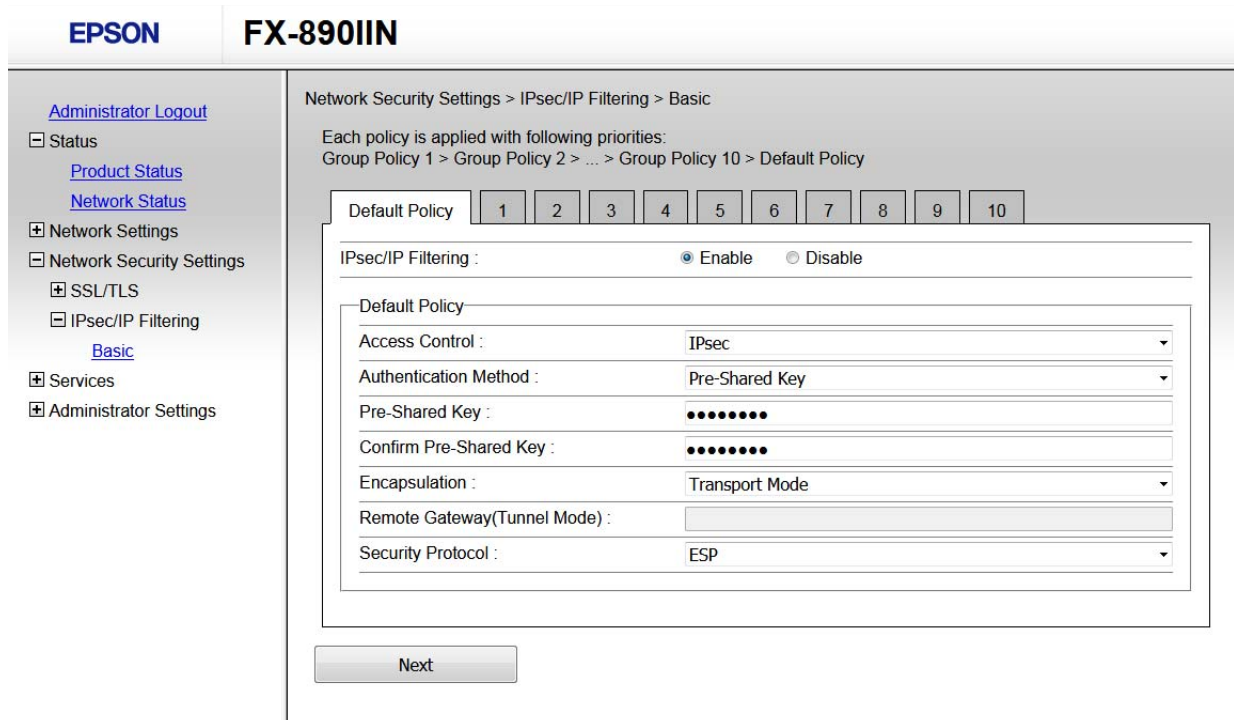 EPSON
FX-890IIN
Administrator Logout
Status
Product Status
Network Status
Network Settings
Network Security Settings
SSL/TLS
IPsec/IP Filtering
Basic
Services
Administrator Settings
Network Security Settings > IPsec/IP Filtering > Basic
Each policy is applied with following priorities:
Group Policy 1 > Group Policy 2 > ... > Group Policy 10 > Default Policy
Default Policy 1 2 3 4 5 6 7 8 9 10
IPsec/IP Filtering : Enable Disable
Default Policy
Access Control : IPsec
Authentication Method : Pre-Shared Key
Pre-Shared Key : ●●●●●●●●
Confirm Pre-Shared Key : ●●●●●●●●
Encapsulation : Transport Mode
Remote Gateway(Tunnel Mode) :
Security Protocol : ESP
Next